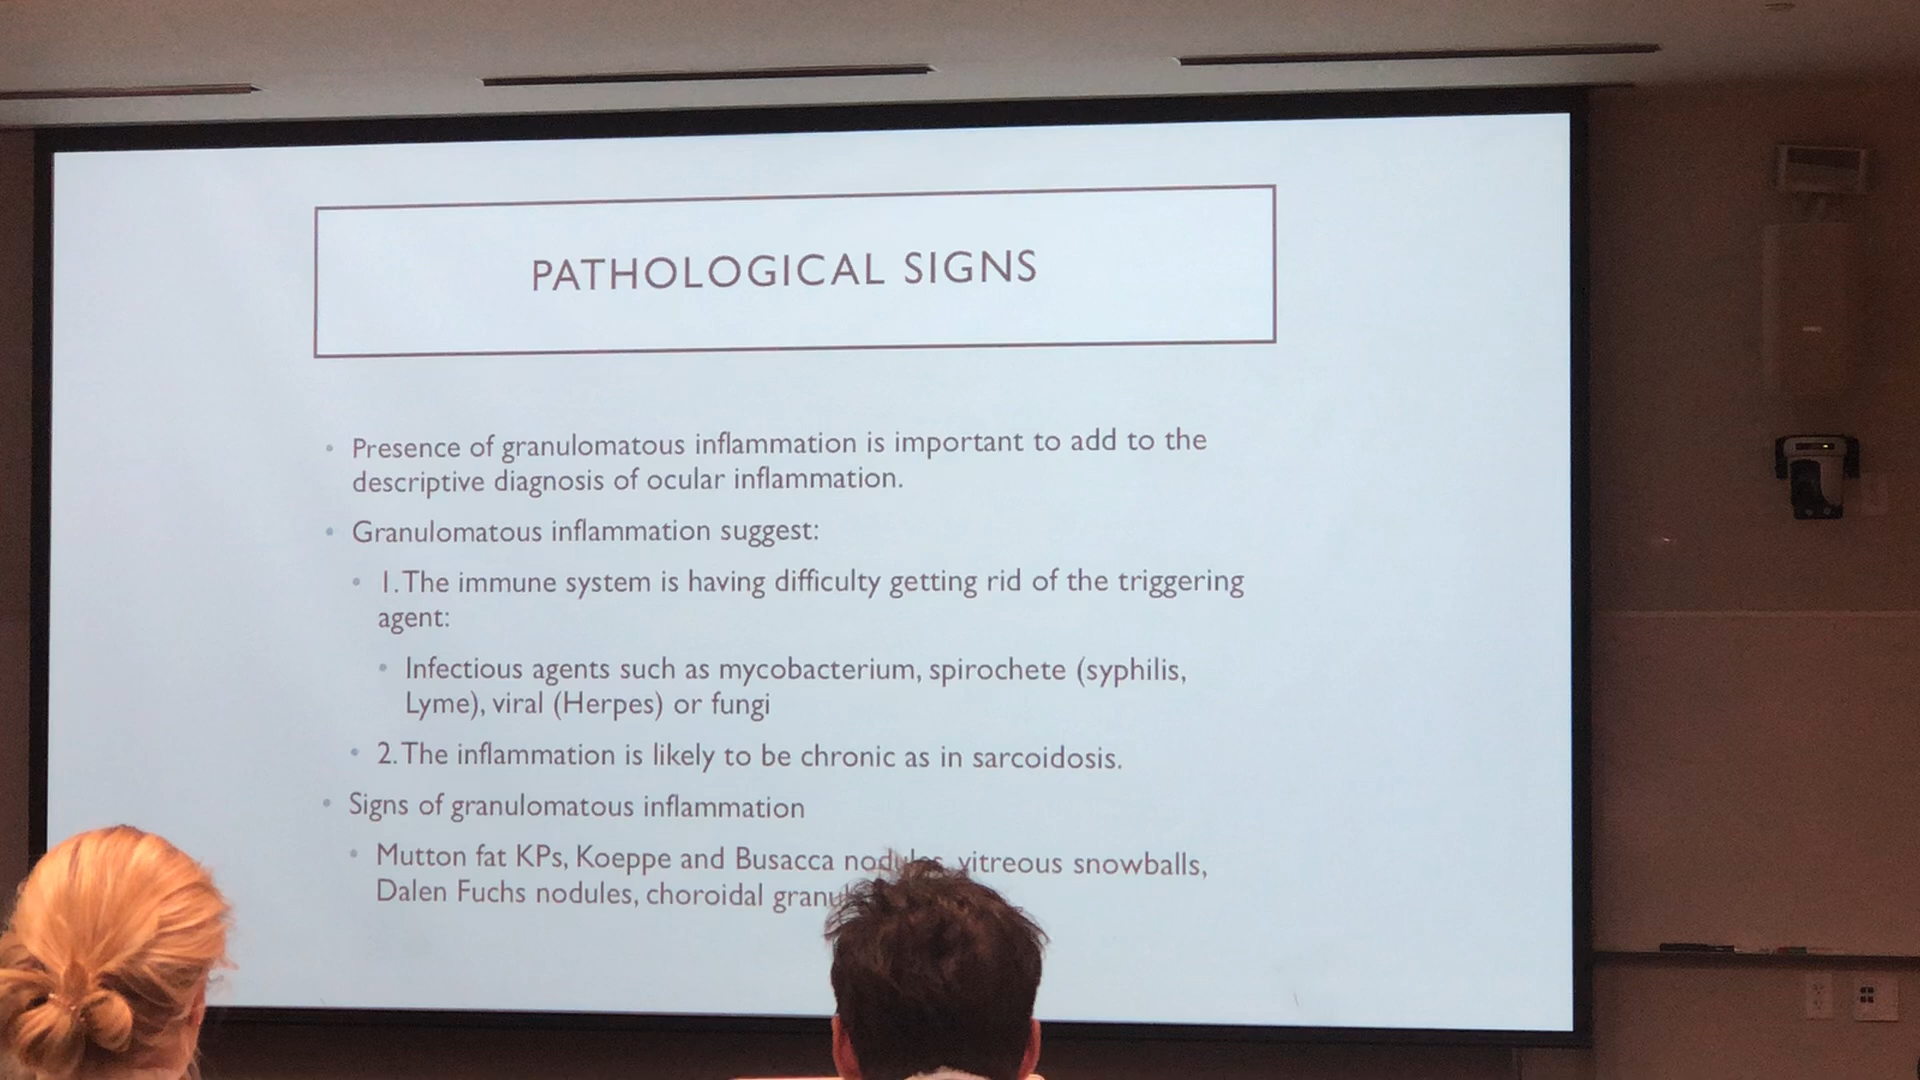 PATHOLOGICAL SIGNS
• Presence of granulomatous inflammation is important to add to the
descriptive diagnosis of ocular inflammation.
• Granulomatous inflammation suggest:
• 1. The immune system is having difficulty getting rid of the triggering
agent:
• Infectious agents such as mycobacterium, spirochete (syphilis,
Lyme), viral (Herpes) or fungi
• 2. The inflammation is likely to be chronic as in sarcoidosis.
• Signs of granulomatous inflammation
• Mutton fat KPs, Koeppe and Busacca nodules, vitreous snowballs,
Dalen Fuchs nodules, choroidal